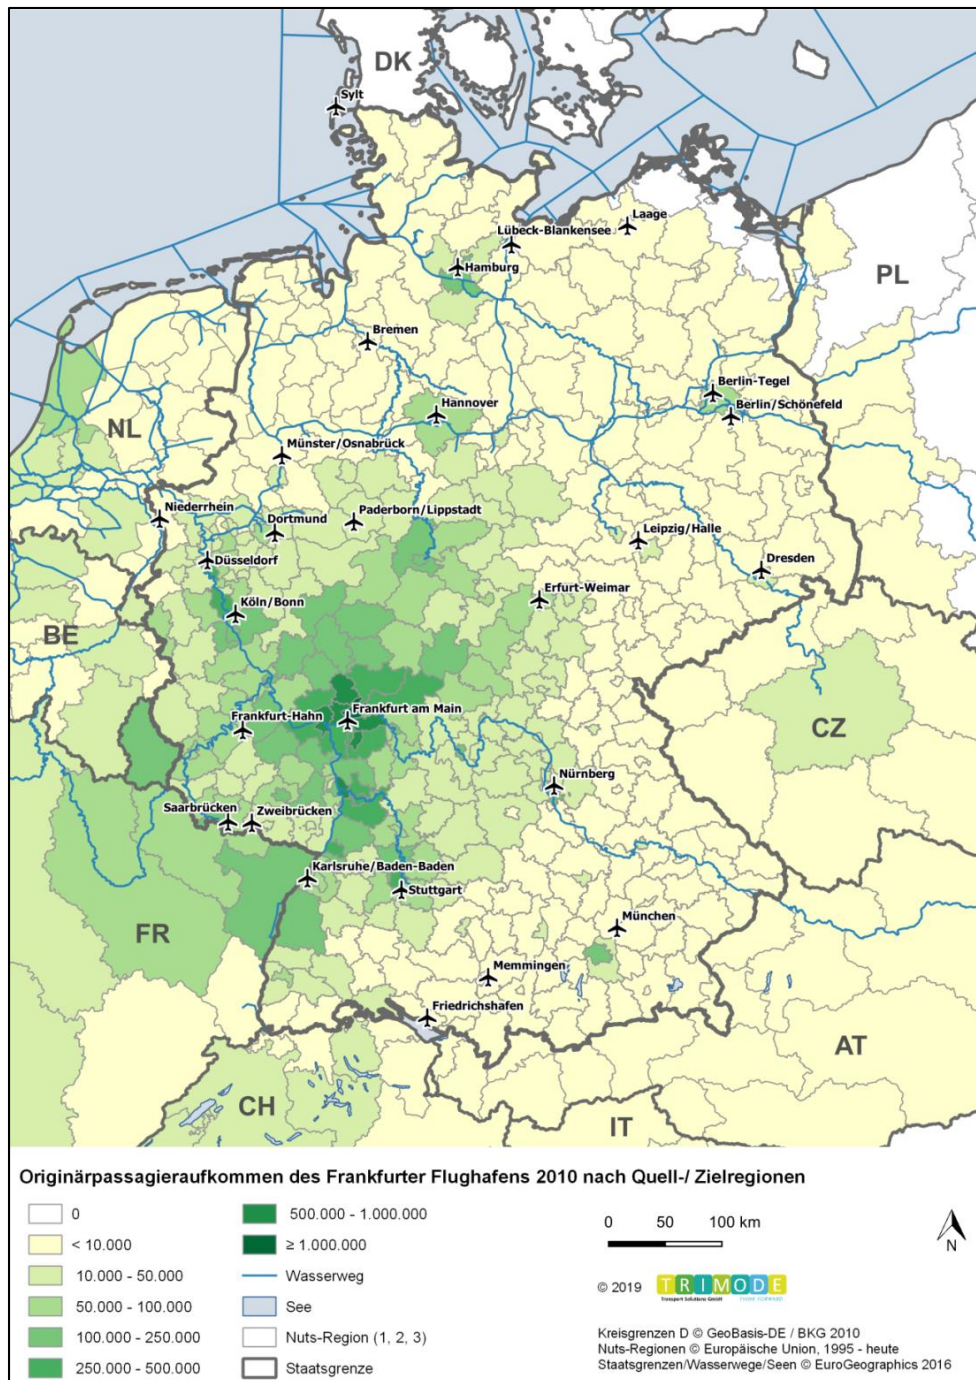 DK
Sylt
Laage
Lübeck-Blankensee
Hamburg
PL
Bremen
Berlin-Tegel
Hannover
Berlin/Schönefeld
NL
Münster/Osnabrück
Niederrhein
Dortmund
Paderborn/Lippstadt
Leipzig/Halle
Düsseldorf
Dresden
Erfurt-Weimar
Köln/Bonn
BE
Frankfurt-Hahn
Frankfurt am Main
CZ
Nürnberg
Saarbrücken
Zweibrücken
Karlsruhe/Baden-Baden
Stuttgart
FR
München
Memmingen
Friedrichshafen
AT
CH
IT
Originärpassagieraufkommen des Frankfurter Flughafens 2010 nach Quell-/ Zielregionen
0
< 10.000
10.000 - 50.000
50.000 - 100.000
100.000 - 250.000
250.000 - 500.000
500.000 - 1.000.000
≥ 1.000.000
Wasserweg
See
Nuts-Region (1, 2, 3)
Staatsgrenze
0 50 100 km
N
© 2019 TRIMODE
Transport Solutions GmbH
Kreisgrenzen D © GeoBasis-DE / BKG 2010
Nuts-Regionen © Europäische Union, 1995 - heute
Staatsgrenzen/Wasserwege/Seen © EuroGeographics 2016